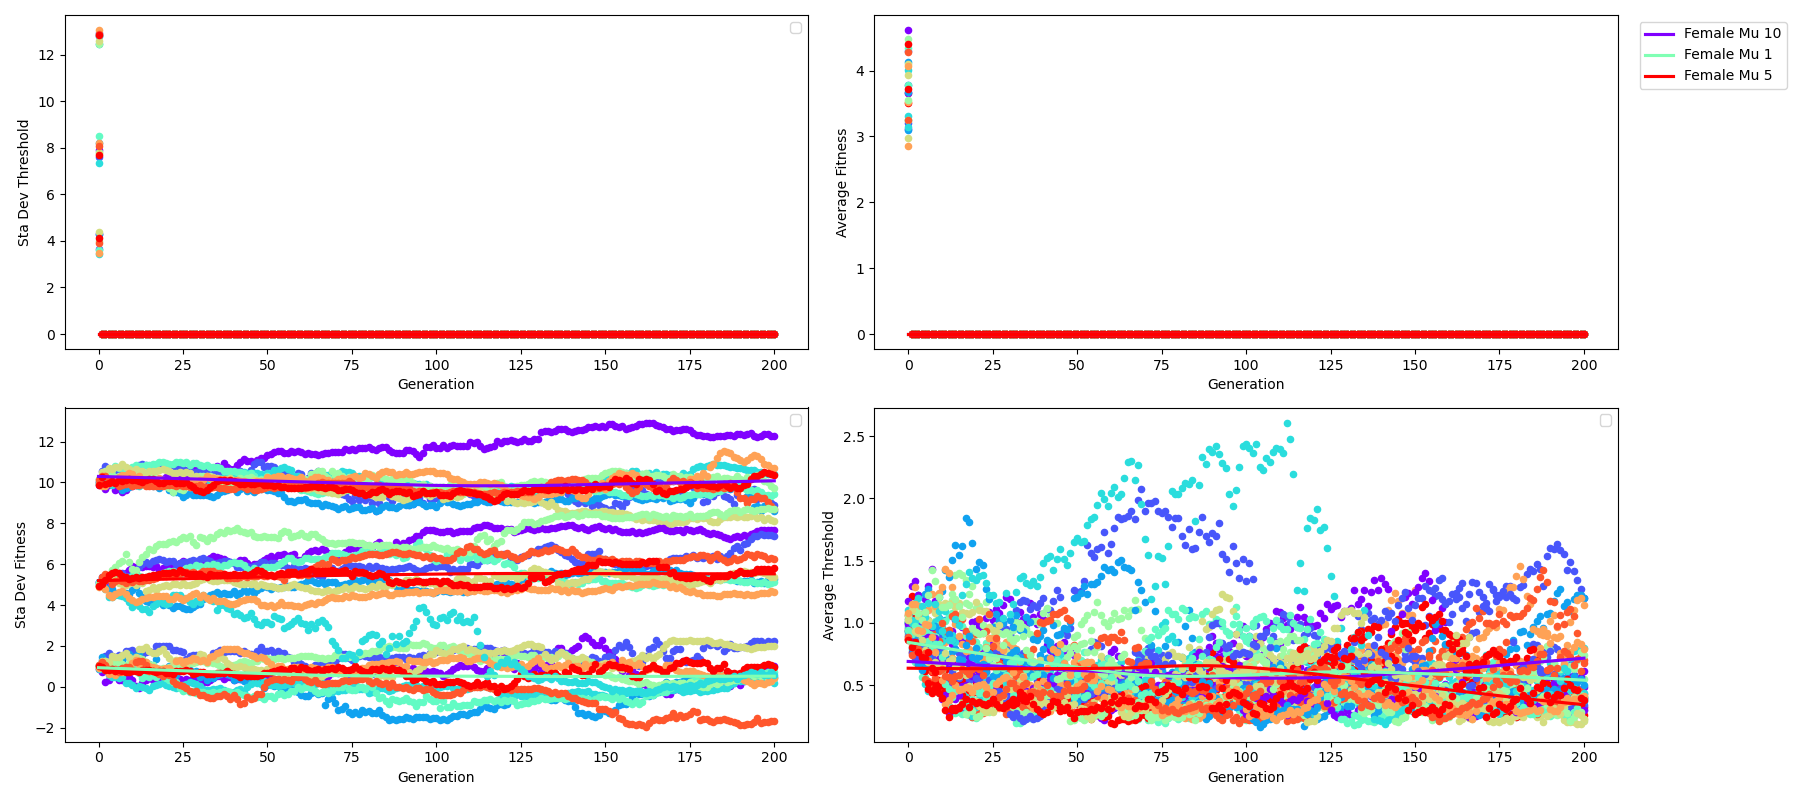 Sta Dev Threshold
12
10
8
6
4
2
0
0 25 50 75 100 125 150 175 200
Generation
Average Fitness
4
3
2
1
0
0 25 50 75 100 125 150 175 200
Generation
Female Mu 10
Female Mu 1
Female Mu 5
Sta Dev Fitness
12
10
8
6
4
2
0
−2
0 25 50 75 100 125 150 175 200
Generation
Average Threshold
2.5
2.0
1.5
1.0
0.5
0 25 50 75 100 125 150 175 200
Generation